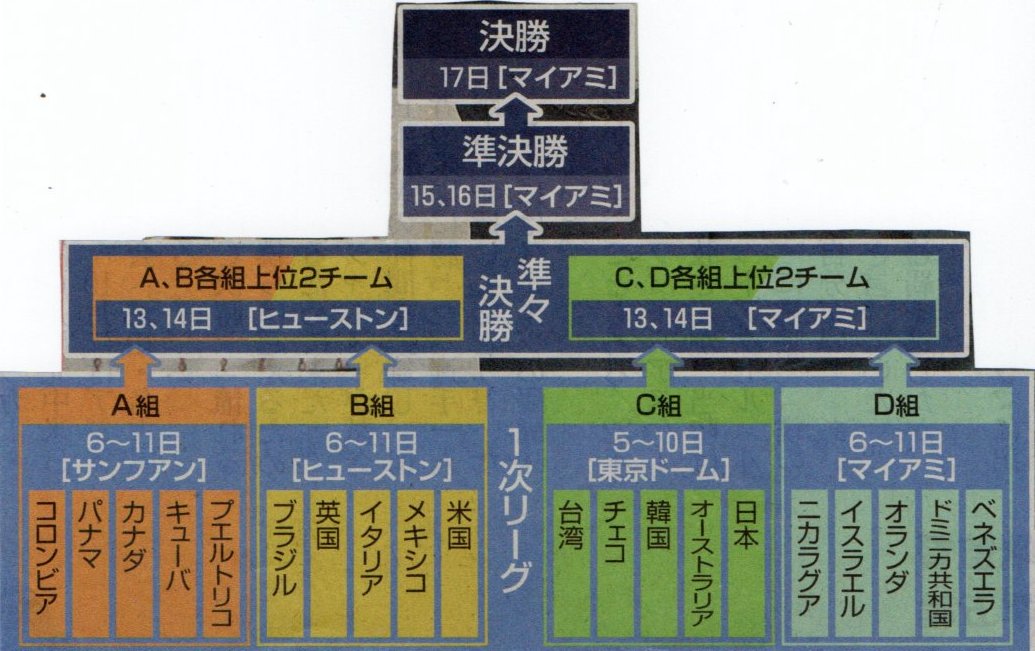 決勝
17日［マイアミ］
準決勝
15、16日［マイアミ］
準々決勝
A、B各組上位2チーム
13、14日 ［ヒューストン］
C、D各組上位2チーム
13、14日 ［マイアミ］
1次リーグ
A組
6〜11日
［サンフアン］
コロンビア
パナマ
カナダ
キューバ
プエルトリコ
B組
6〜11日
［ヒューストン］
ブラジル
英国
イタリア
メキシコ
米国
C組
5〜10日
［東京ドーム］
台湾
チェコ
韓国
オーストラリア
日本
D組
6〜11日
［マイアミ］
ニカラグア
イスラエル
オランダ
ドミニカ共和国
ベネズエラ